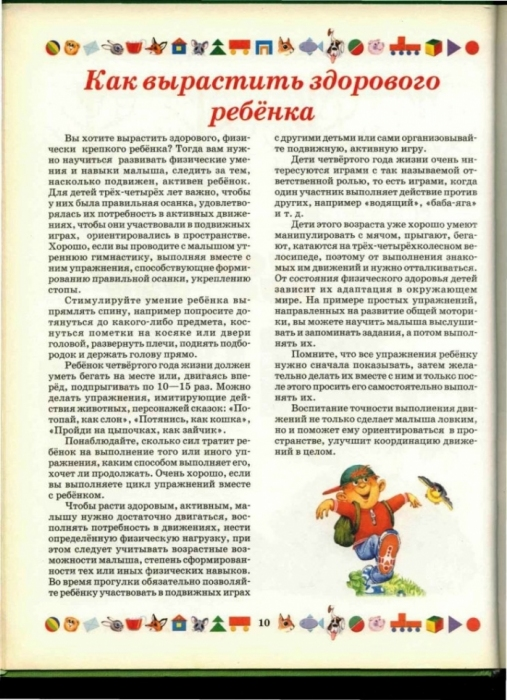 Как вырастить здорового
ребёнка
Вы хотите вырастить здорового, физи-
чески крепкого ребёнка? Тогда вам нуж-
но научиться развивать физические уме-
ния и навыки малыша, следить за тем,
насколько подвижен, активен ребёнок.
Для детей трёх-четырёх лет важно, чтобы
у них была правильная осанка, удовлетво-
рялась их потребность в активных движе-
ниях, чтобы они участвовали в подвижных
играх, ориентировались в пространстве.
Хорошо, если вы проводите с малышом ут-
реннюю гимнастику, выполняя вместе с
ним упражнения, способствующие форми-
рованию правильной осанки, укреплению
стопы.
Стимулируйте умение ребёнка вы-
прямлять спину, например попросите до-
тянуться до какого-либо предмета, кос-
нуться пометки на косяке или двери
головой, развернуть плечи, поднять подбо-
родок и держать голову прямо.
Ребёнок четвёртого года жизни должен
уметь бегать на месте или, двигаясь впе-
рёд, подпрыгивать по 10—15 раз. Можно
делать упражнения, имитирующие дей-
ствия животных, персонажей сказок: «По-
топай, как слон», «Потянись, как кошка»,
«Пройди на цыпочках, как зайчик».
Понаблюдайте, сколько сил тратит ре-
бёнок на выполнение того или иного уп-
ражнения, каким способом выполняет его,
хочет ли продолжать. Очень хорошо, если
вы выполняете цикл упражнений вместе
с ребёнком.
Чтобы расти здоровым, активным, ма-
лышу нужно достаточно двигаться, вос-
полнять потребность в движениях, нести
определённую физическую нагрузку, при
этом следует учитывать возрастные воз-
можности малыша, степень сформирован-
ности тех или иных физических навыков.
Во время прогулки обязательно позволяй-
те ребёнку участвовать в подвижных играх
с другими детьми или сами организовывай-
те подвижную, активную игру.
Дети четвёртого года жизни очень ин-
тересуются играми с так называемой от-
ветственной ролью, то есть играми, когда
один участник выполняет действие против
других, например «водящий», «баба-яга»
и т. д.
Дети этого возраста уже хорошо умеют
манипулировать с мячом, прыгают, бега-
ют, катаются на трёх-четырёхколесном ве-
лосипеде, поэтому от выполнения знако-
мых им движений и нужно отталкиваться.
От состояния физического здоровья детей
зависит их адаптация в окружающем
мире. На примере простых упражнений,
направленных на развитие общей мотори-
ки, вы можете научить малыша выслуши-
вать и запоминать задания, а потом выпол-
нять их.
Помните, что все упражнения ребёнку
нужно сначала показывать, затем жела-
тельно делать их вместе с ним и только пос-
ле этого просить его самостоятельно выпол-
нять их.
Воспитание точности выполнения дви-
жений не только сделает малыша ловким,
но и поможет ему ориентироваться в про-
странстве, улучшит координацию движе-
ний в целом.
10